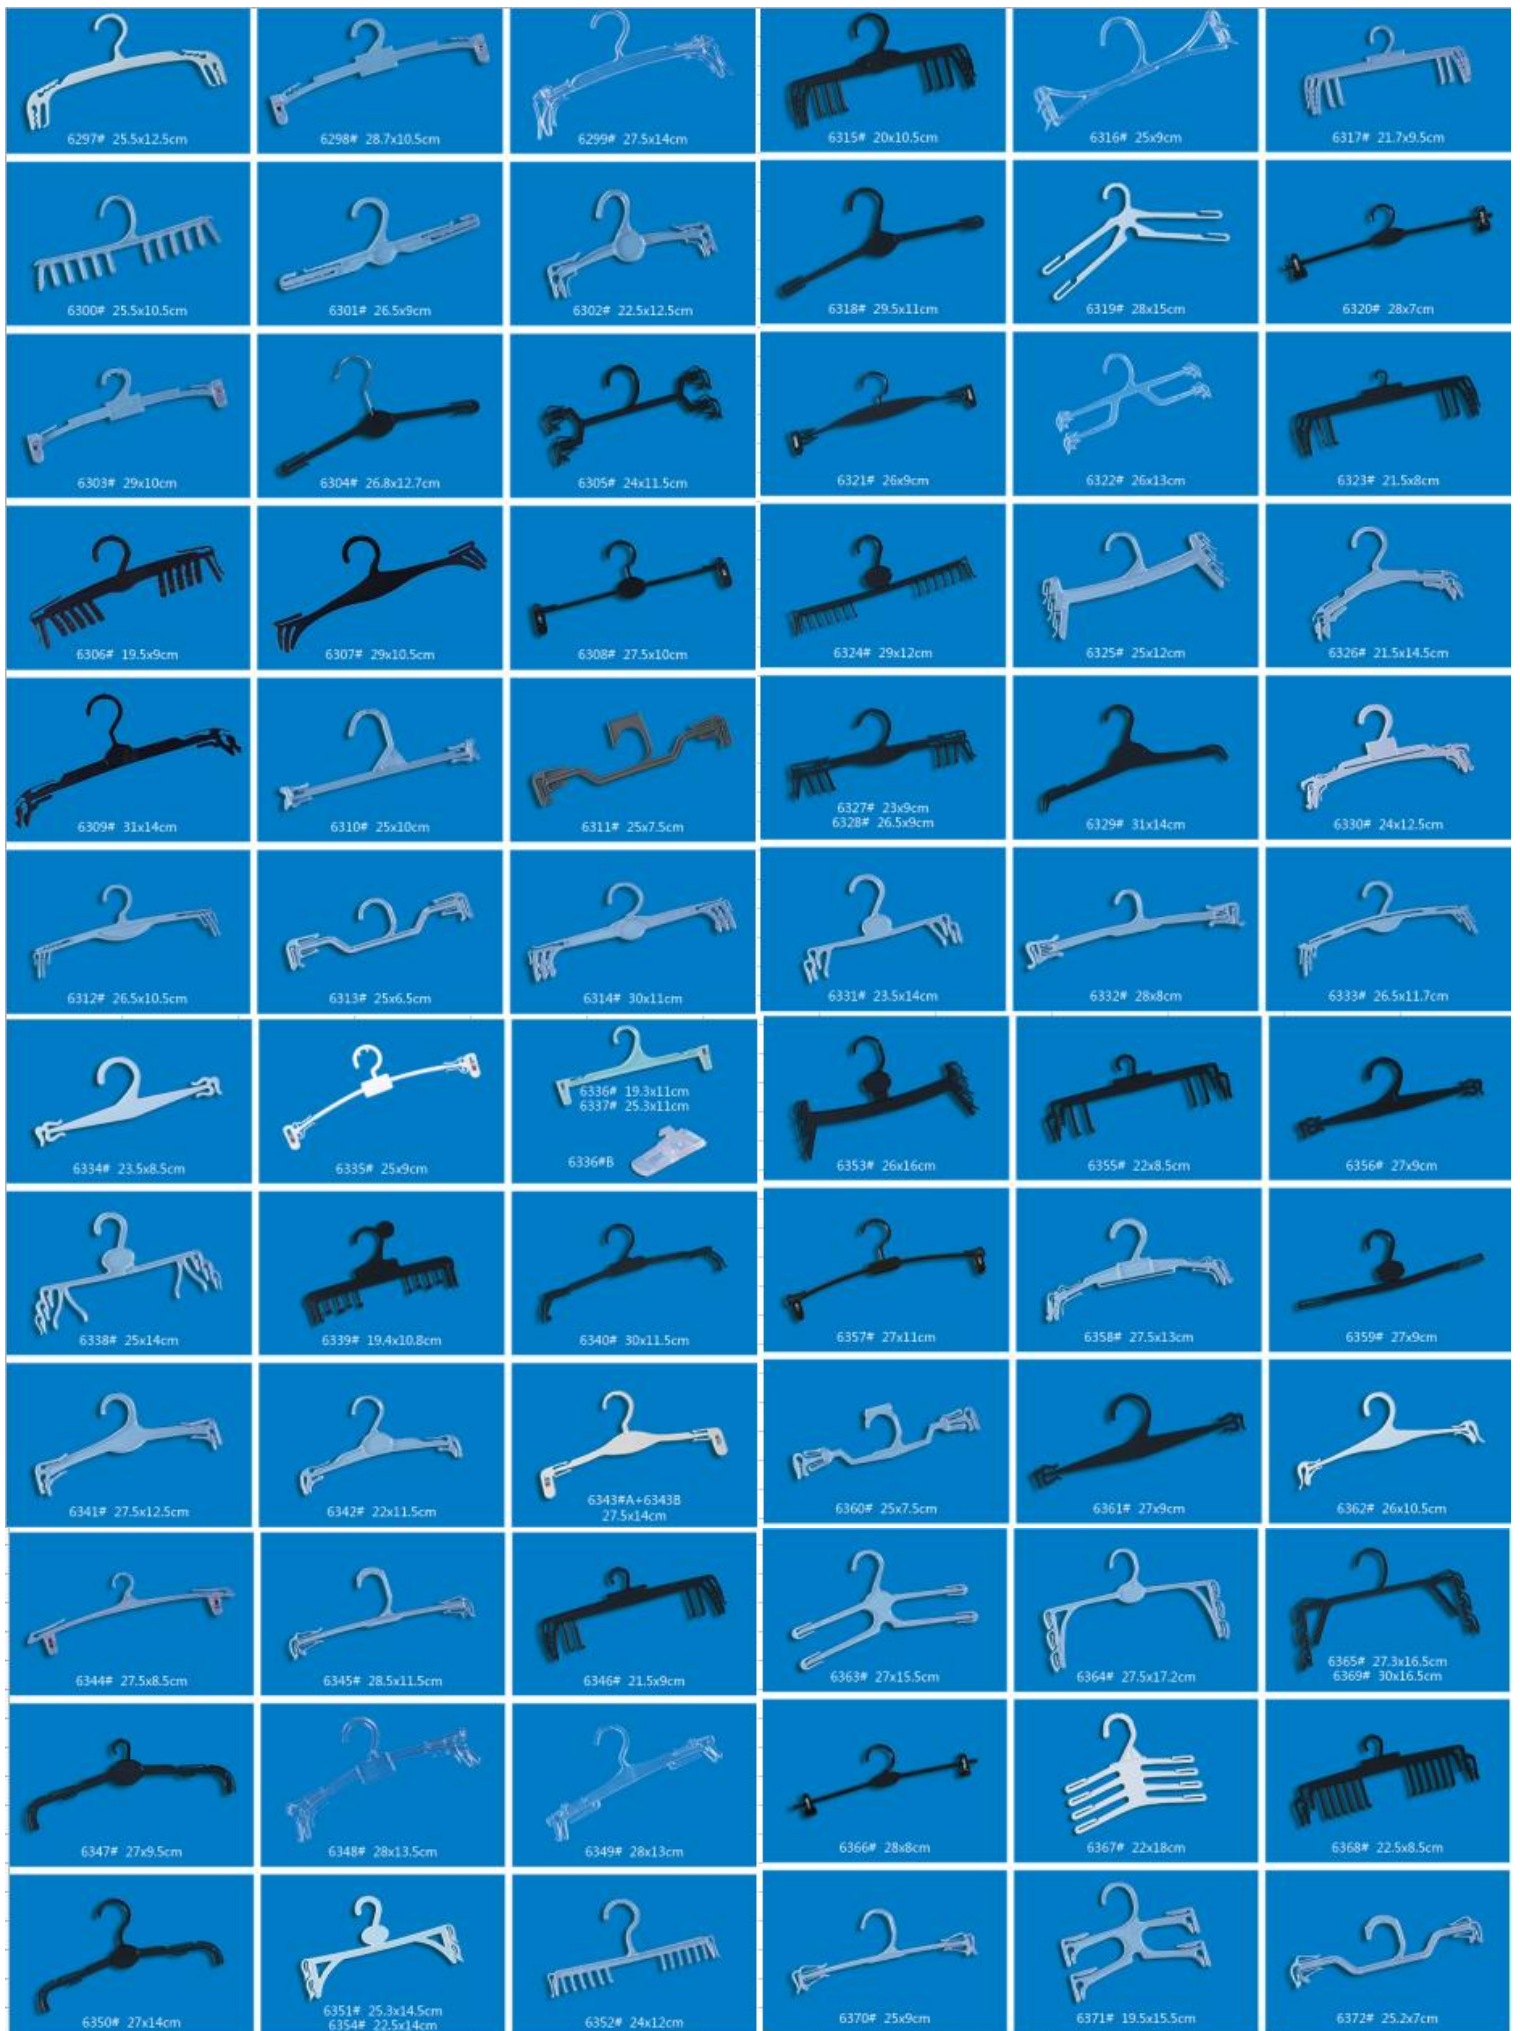 6297# 25.5x12.5cm
6298# 28.7x10.5cm
6299# 27.5x14cm
6315# 20x10.5cm
6316# 25x9cm
6317# 21.7x9.5cm
6300# 25.5x10.5cm
6301# 26.5x9cm
6302# 22.5x12.5cm
6318# 29.5x11cm
6319# 28x15cm
6320# 28x7cm
6303# 29x10cm
6304# 26.8x12.7cm
6305# 24x11.5cm
6321# 26x9cm
6322# 26x13cm
6323# 21.5x8cm
6306# 19.5x9cm
6307# 29x10.5cm
6308# 27.5x10cm
6324# 29x12cm
6325# 25x12cm
6326# 21.5x14.5cm
6309# 31x14cm
6310# 25x10cm
6311# 25x7.5cm
6327# 23x9cm
6328# 26.5x9cm
6329# 31x14cm
6330# 24x12.5cm
6312# 26.5x10.5cm
6313# 25x6.5cm
6314# 30x11cm
6331# 23.5x14cm
6332# 28x8cm
6333# 26.5x11.7cm
6334# 23.5x8.5cm
6335# 25x9cm
6336# 19.3x11cm
6337# 25.3x11cm
6336#B
6353# 26x16cm
6355# 22x8.5cm
6356# 27x9cm
6338# 25x14cm
6339# 19.4x10.8cm
6340# 30x11.5cm
6357# 27x11cm
6358# 27.5x13cm
6359# 27x9cm
6341# 27.5x12.5cm
6342# 22x11.5cm
6343#A+6343B
27.5x14cm
6360# 25x7.5cm
6361# 27x9cm
6362# 26x10.5cm
6344# 27.5x8.5cm
6345# 28.5x11.5cm
6346# 21.5x9cm
6363# 27x15.5cm
6364# 27.5x17.2cm
6365# 27.3x16.5cm
6369# 30x16.5cm
6347# 27x9.5cm
6348# 28x13.5cm
6349# 28x13cm
6366# 28x8cm
6367# 22x18cm
6368# 22.5x8.5cm
6350# 27x14cm
6351# 25.3x14.5cm
6354# 22.5x14cm
6352# 24x12cm
6370# 25x9cm
6371# 19.5x15.5cm
6372# 25.2x7cm